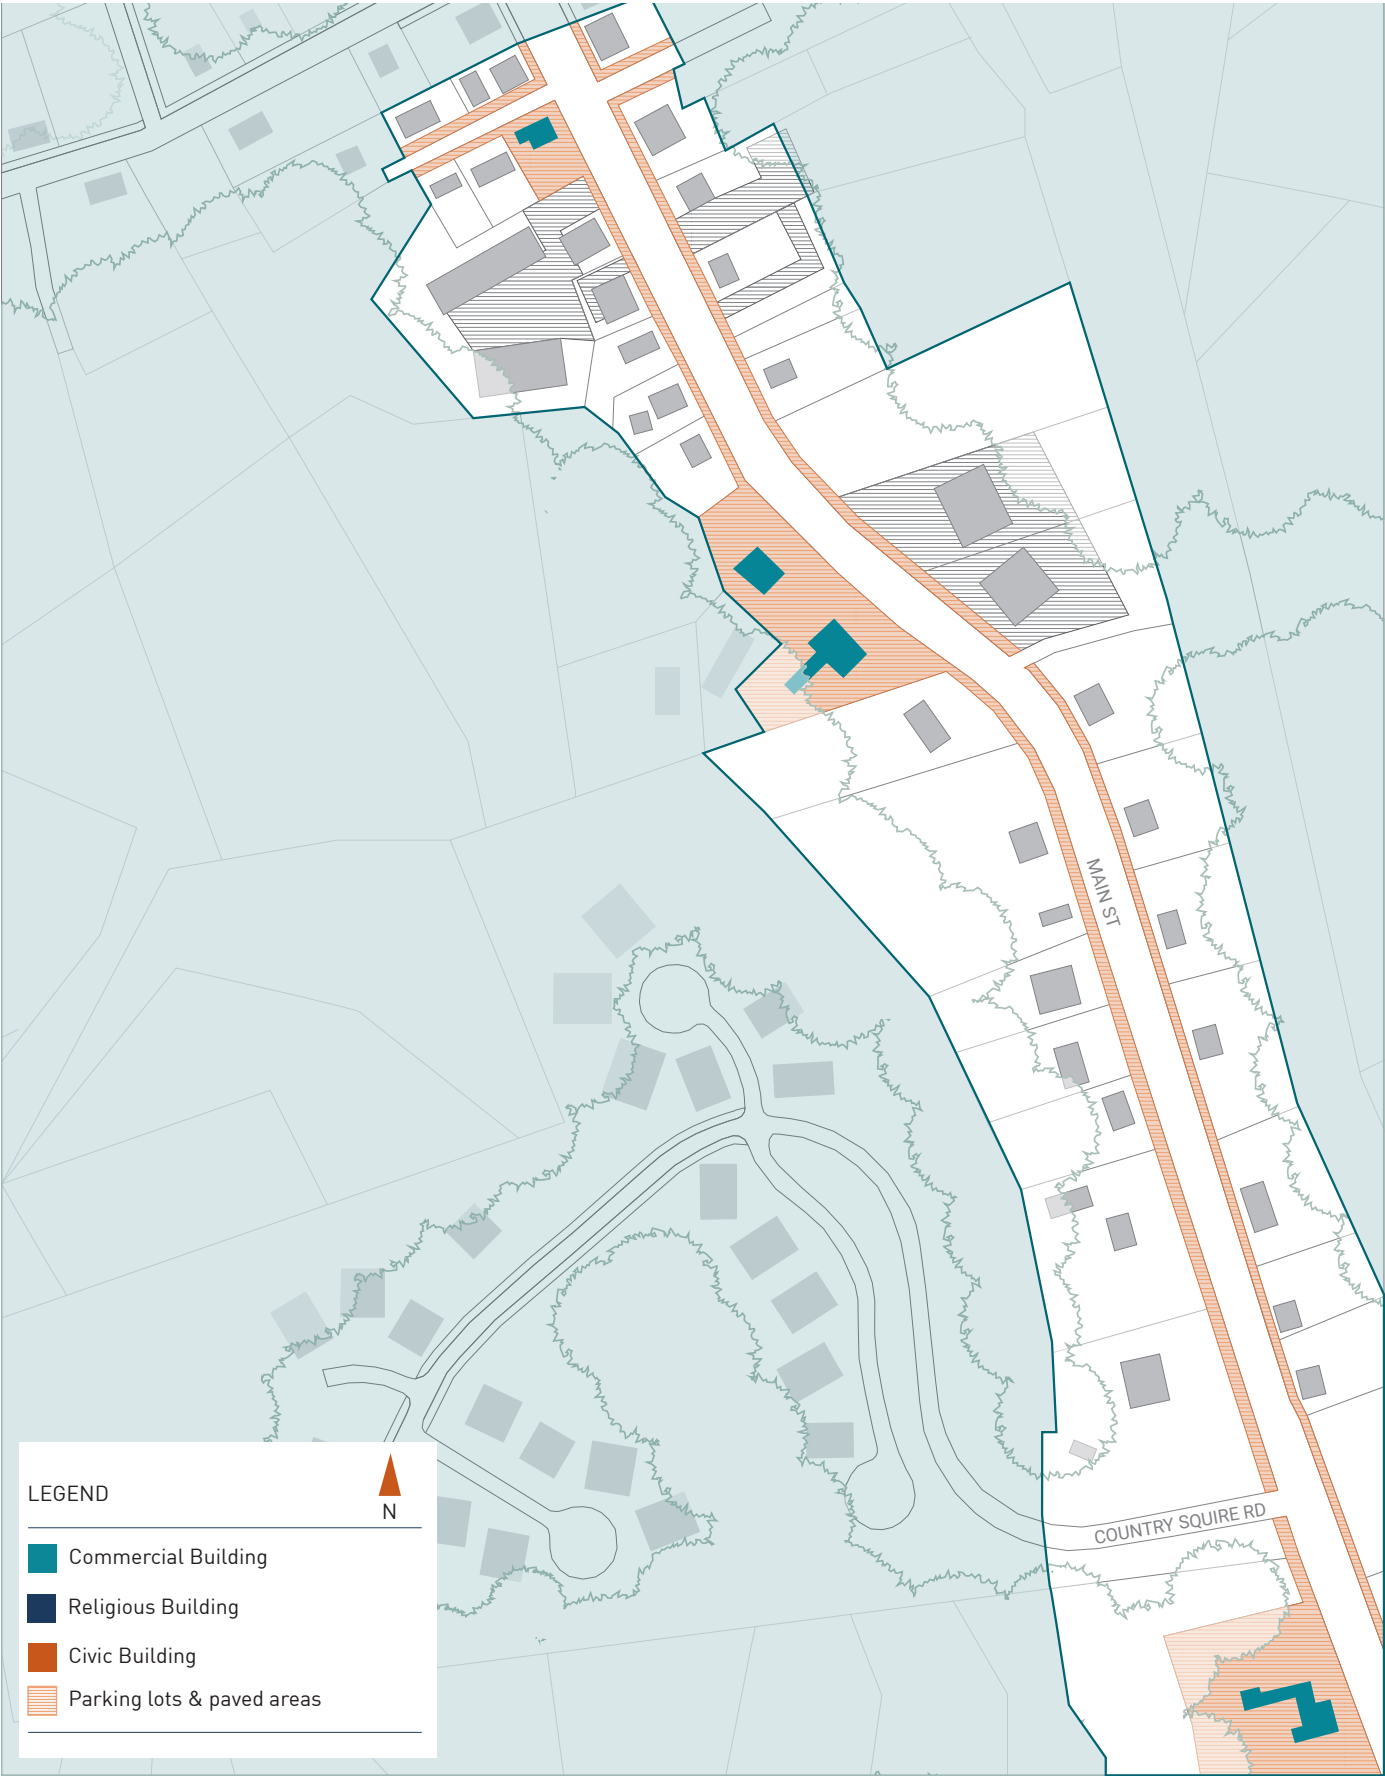 MAIN ST
COUNTRY SQUIRE RD
LEGEND
N
Commercial Building
Religious Building
Civic Building
Parking lots & paved areas